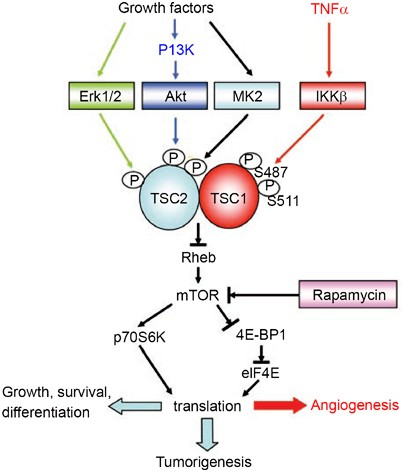 Growth factors
TNFα
P13K
Erk1/2
Akt
MK2
IKKβ
P
P
P
P
S487
P
S511
TSC2
TSC1
Rheb
mTOR
Rapamycin
p70S6K
4E-BP1
eIF4E
Growth, survival,
differentiation
translation
Angiogenesis
Tumorigenesis